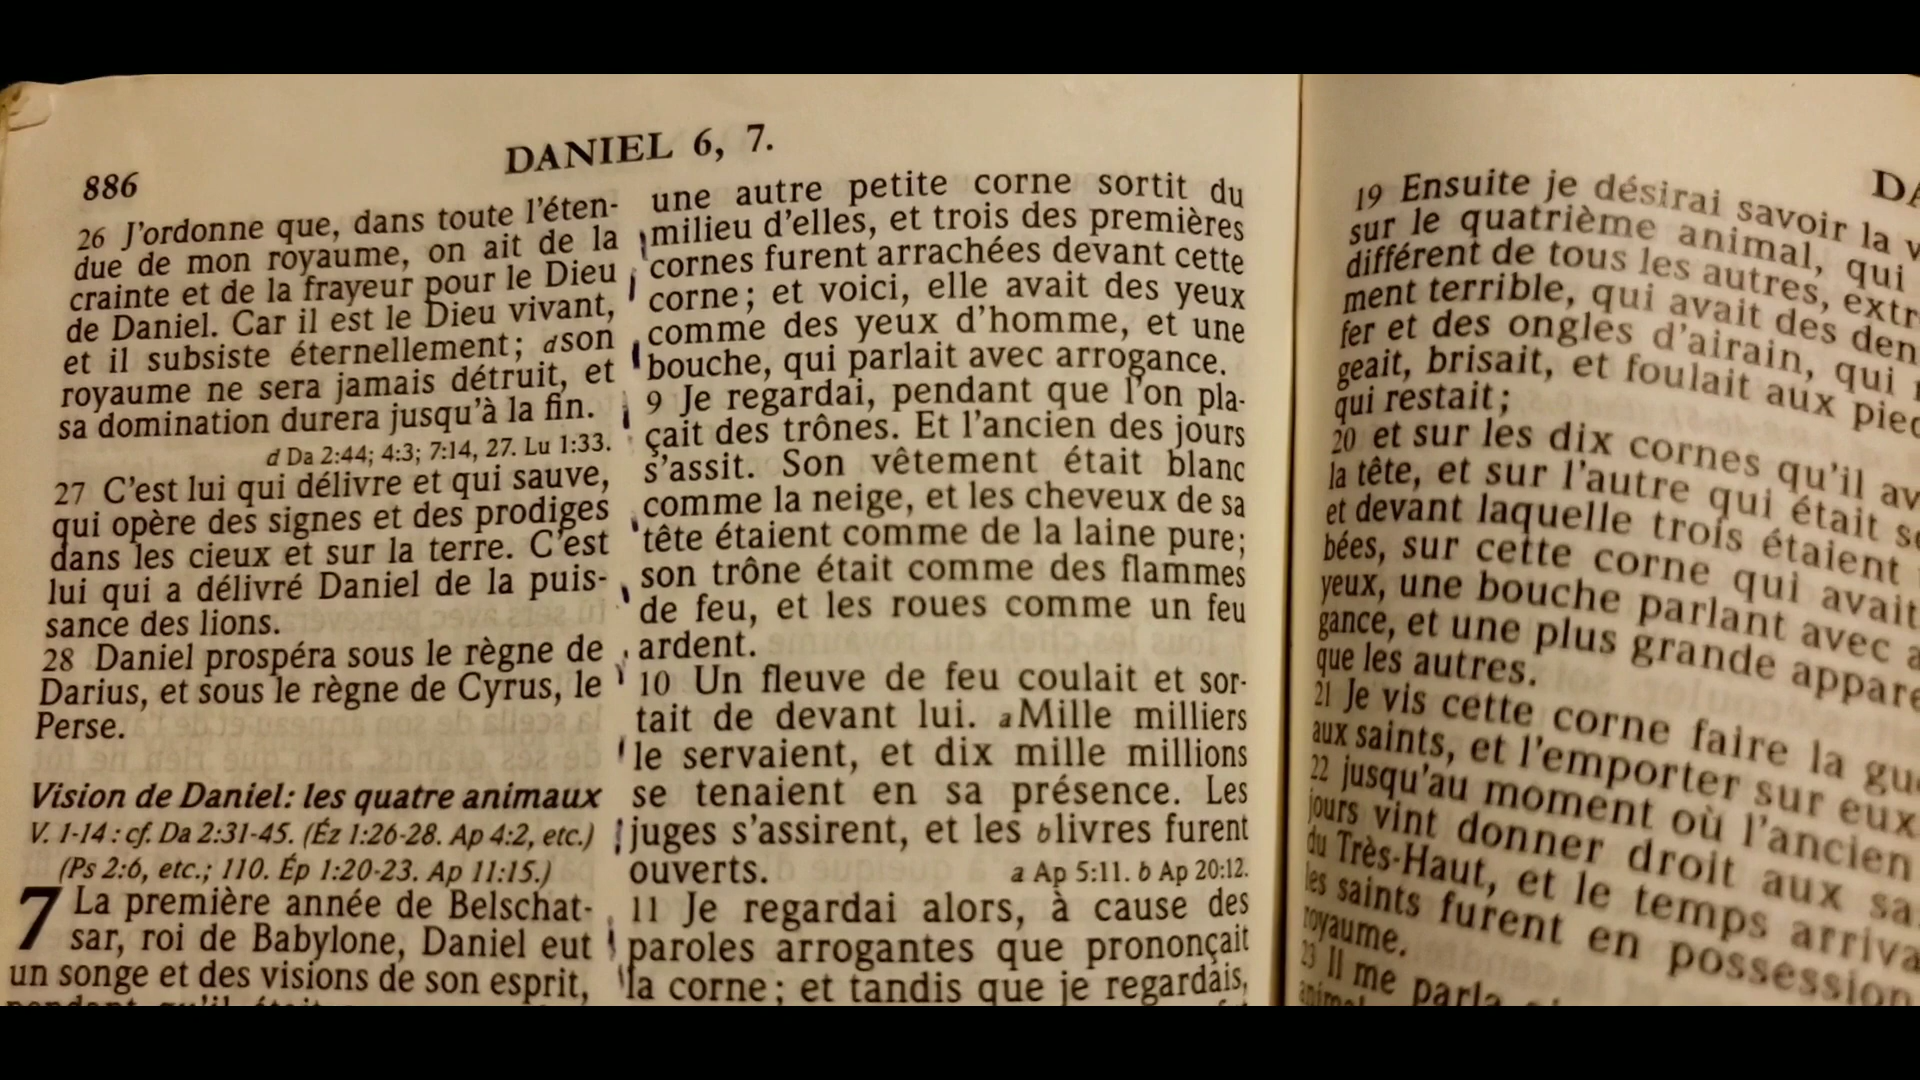 886
DANIEL 6, 7.
26 J'ordonne que, dans toute l'éten-
due de mon royaume, on ait de la
crainte et de la frayeur pour le Dieu
de Daniel. Car il est le Dieu vivant,
et il subsiste éternellement; dson
royaume ne sera jamais détruit, et
sa domination durera jusqu'à la fin.
d Da 2:44; 4:3; 7:14, 27. Lu 1:33.
27 C'est lui qui délivre et qui sauve,
qui opère des signes et des prodiges
dans les cieux et sur la terre. C'est
lui qui a délivré Daniel de la puis-
sance des lions.
28 Daniel prospéra sous le règne de
Darius, et sous le règne de Cyrus, le
Perse.
Vision de Daniel: les quatre animaux
V. 1-14 : cf. Da 2:31-45. (Éz 1:26-28. Ap 4:2, etc.)
(Ps 2:6, etc.; 110. Ép 1:20-23. Ap 11:15.)
7 La première année de Belschat-
sar, roi de Babylone, Daniel eut
un songe et des visions de son esprit,
une autre petite corne sortit du
milieu d'elles, et trois des premières
cornes furent arrachées devant cette
corne; et voici, elle avait des yeux
comme des yeux d'homme, et une
bouche, qui parlait avec arrogance.
9 Je regardai, pendant que l'on pla-
çait des trônes. Et l'ancien des jours
s'assit. Son vêtement était blanc
comme la neige, et les cheveux de sa
tête étaient comme de la laine pure;
son trône était comme des flammes
de feu, et les roues comme un feu
ardent.
10 Un fleuve de feu coulait et sor-
tait de devant lui. aMille milliers
le servaient, et dix mille millions
se tenaient en sa présence. Les
juges s'assirent, et les blivres furent
ouverts.
a Ap 5:11. b Ap 20:12.
11 Je regardai alors, à cause des
paroles arrogantes que prononçait
la corne; et tandis que je regardais,
19 Ensuite je désirai savoir la
sur le quatrième animal, qui
différent de tous les autres,
ment terrible, qui avait des
fer et des ongles d'airain, qui
geait, brisait, et foulait aux
qui restait;
20 et sur les dix cornes qu'il
la tête, et sur l'autre qui était
et devant laquelle trois étaient
bées, sur cette corne qui avait
yeux, une bouche parlant avec
gance, et une plus grande
que les autres.
21 Je vis cette corne faire la
aux saints, et l'emporter sur eux
22 jusqu'au moment où l'ancien
jours vint donner droit aux
du Très-Haut, et le temps
les saints furent en possession
royaume.
23 Il me parla